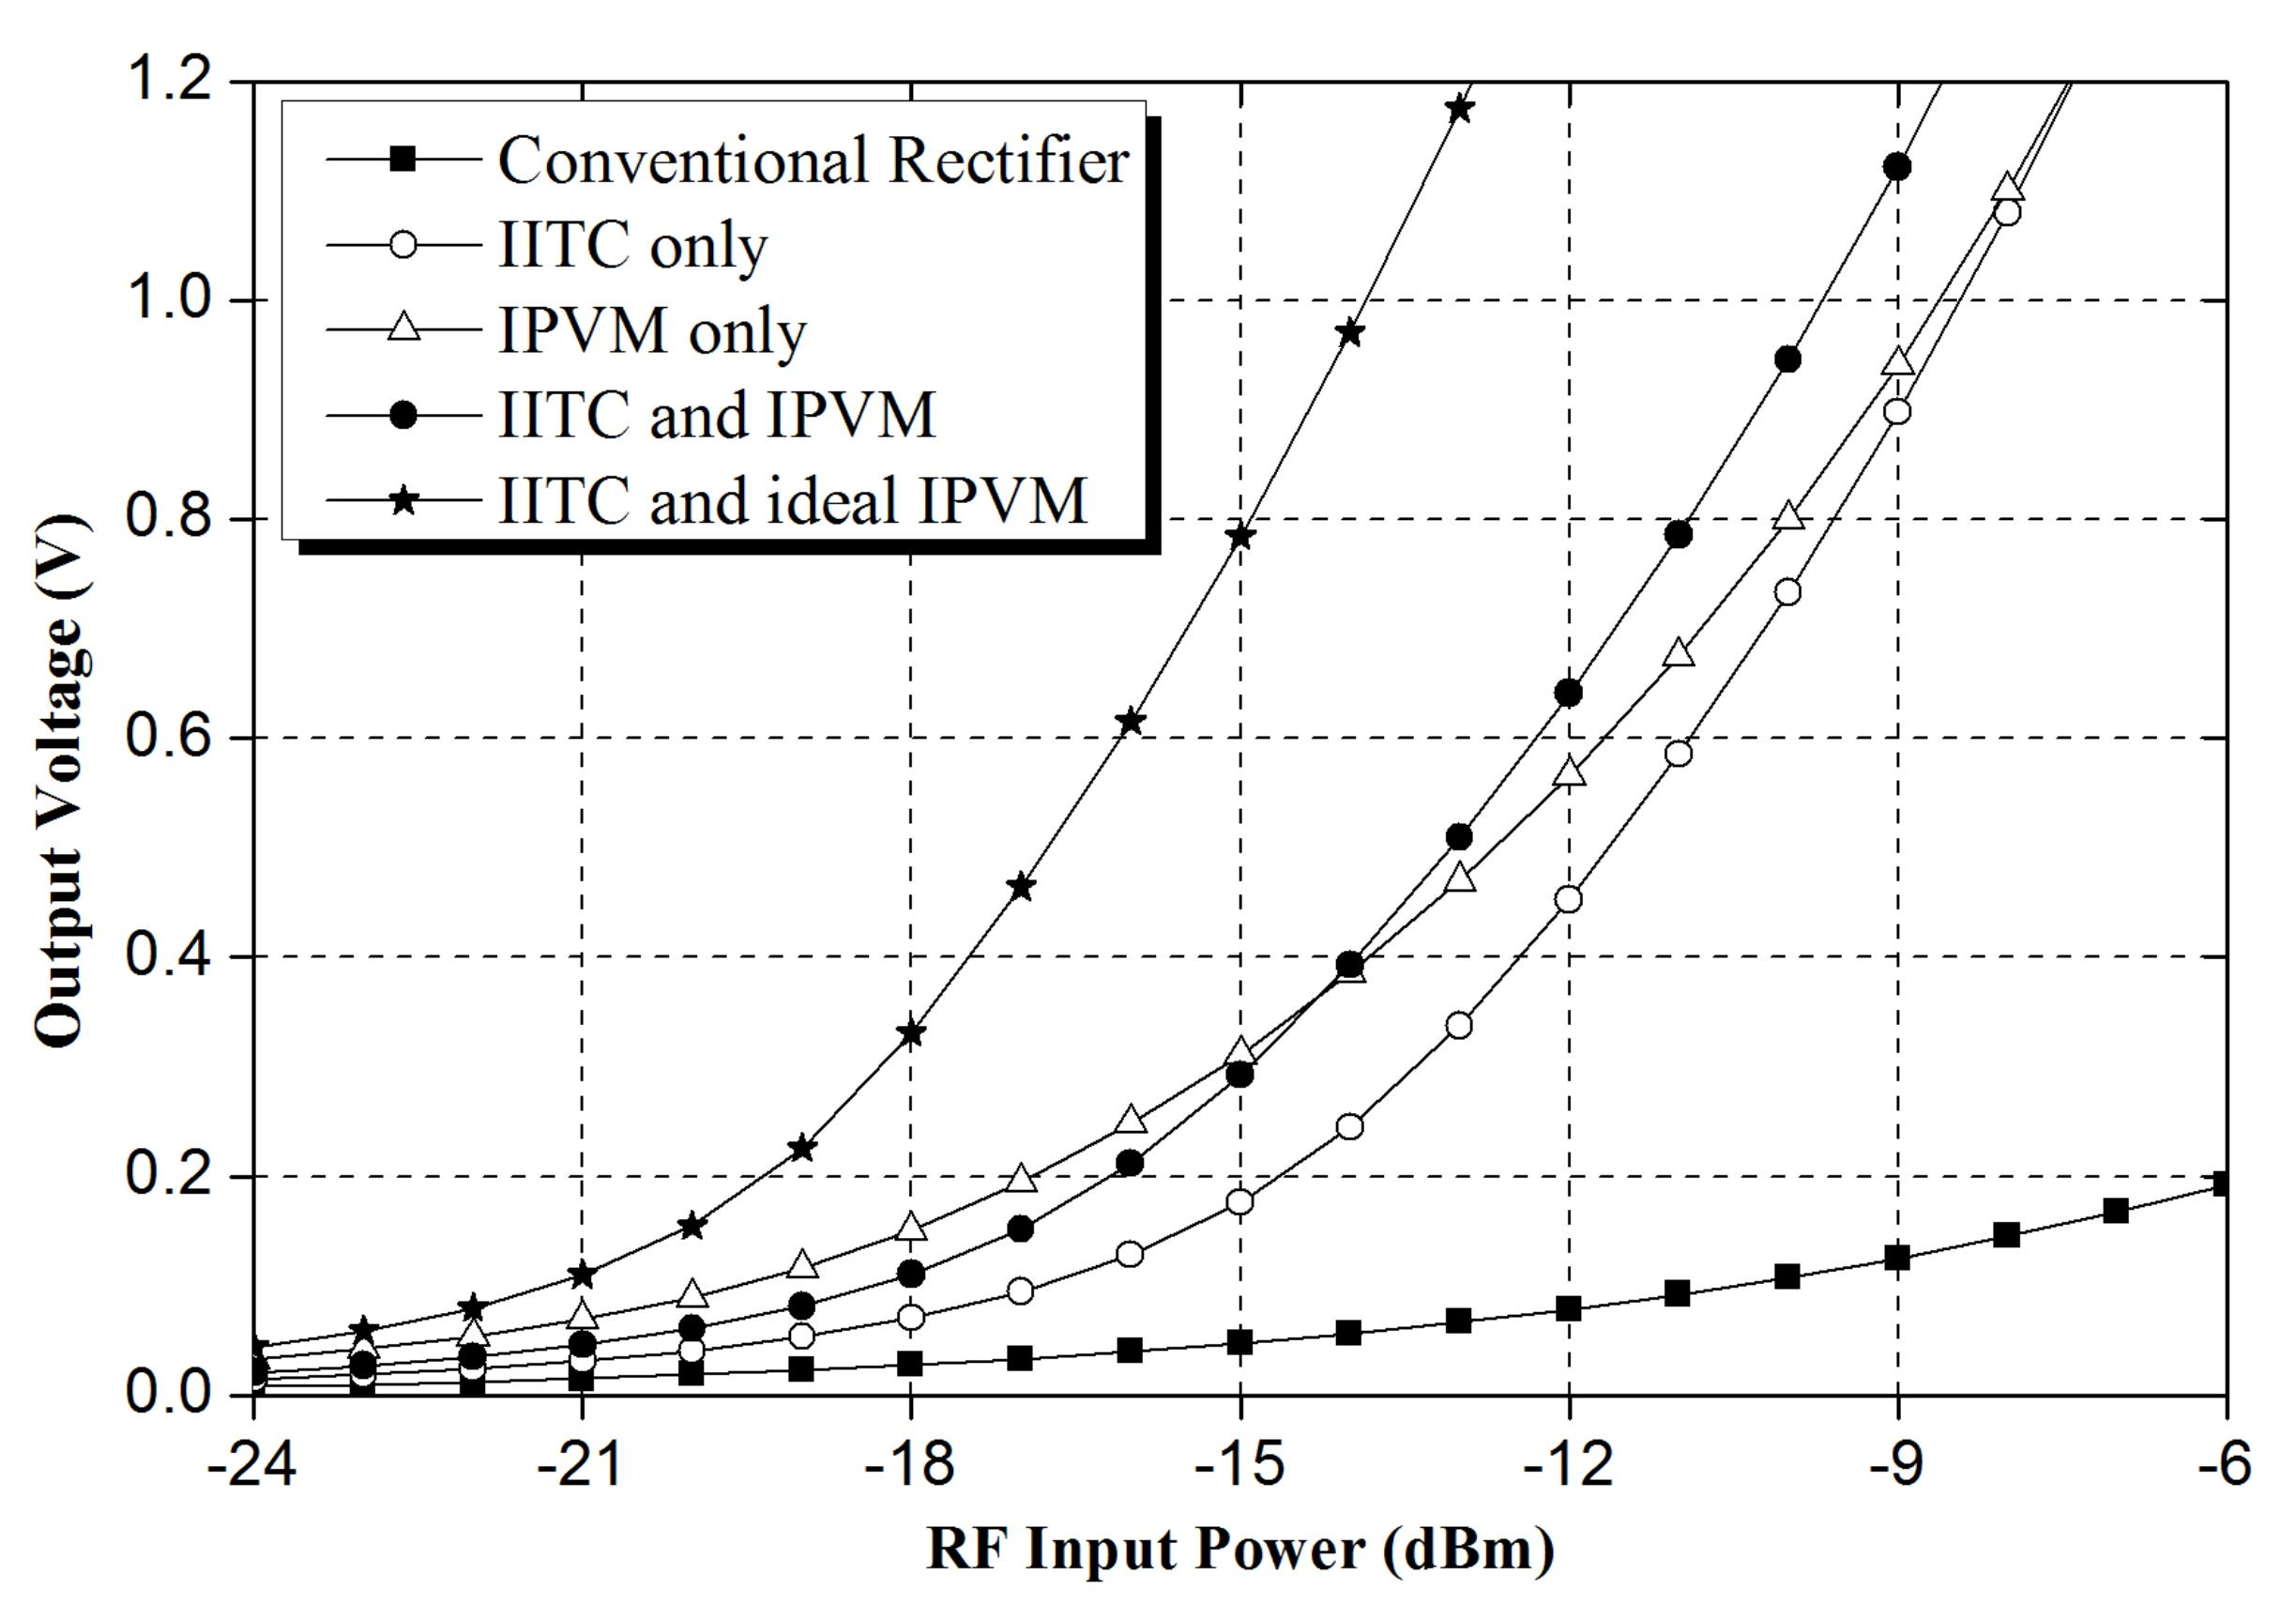 1.2
1.0
0.8
0.6
0.4
0.2
0.0
Output Voltage (V)
Conventional Rectifier
IITC only
IPVM only
IITC and IPVM
IITC and ideal IPVM
-24 -21 -18 -15 -12 -9 -6
RF Input Power (dBm)